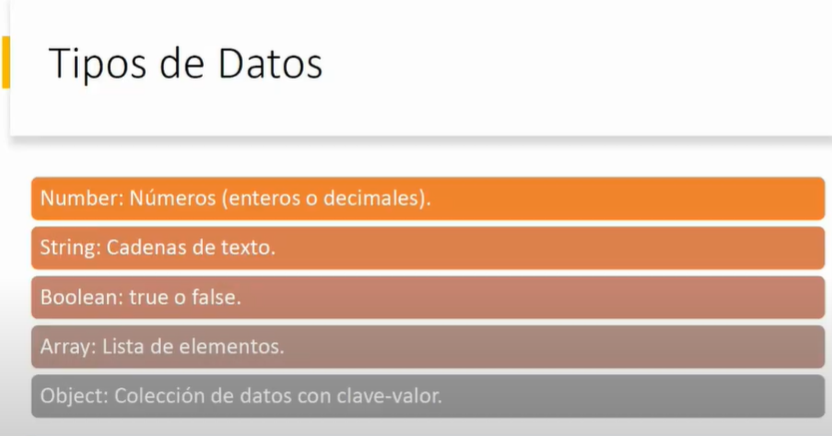 Tipos de Datos
Number: Números (enteros o decimales).
String: Cadenas de texto.
Boolean: true o false.
Array: Lista de elementos.
Object: Colección de datos con clave-valor.